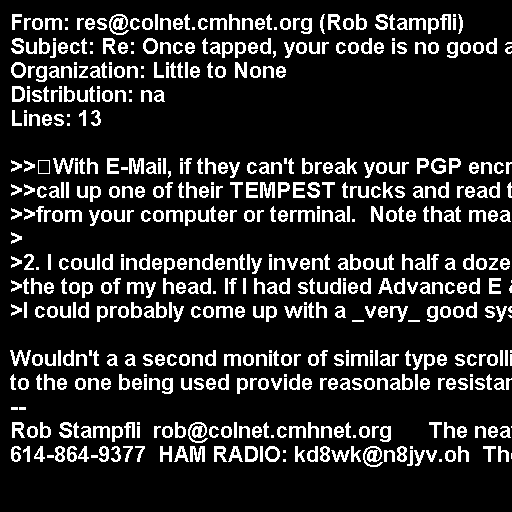 From: res@colnet.cmhnet.org (Rob Stampfli)
Subject: Re: Once tapped, your code is no good a
Organization: Little to None
Distribution: na
Lines: 13
>>With E-Mail, if they can't break your PGP encr
>>call up one of their TEMPEST trucks and read t
>>from your computer or terminal.  Note that mea
>
>2. I could independently invent about half a doze
>the top of my head. If I had studied Advanced E &
>I could probably come up with a _very_ good sys
Wouldn't a a second monitor of similar type scrolli
to the one being used provide reasonable resistan
--
Rob Stampfli  rob@colnet.cmhnet.org      The nea
614-864-9377  HAM RADIO: kd8wk@n8jyv.oh  Th